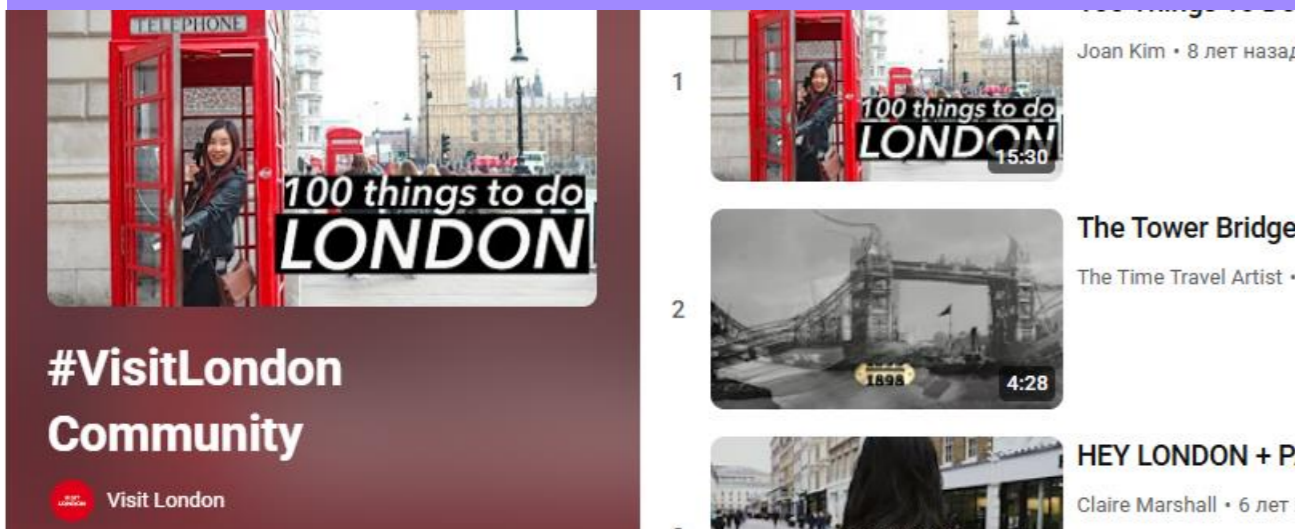 TELEPHONE
100 things to do
LONDON
#VisitLondon
Community
VISIT
LONDON
Visit London
1
100 things to do
LONDON
15:30
Joan Kim • 8 лет назад
2
1898
4:28
The Tower Bridge
The Time Travel Artist •
HEY LONDON + P
Claire Marshall • 6 лет